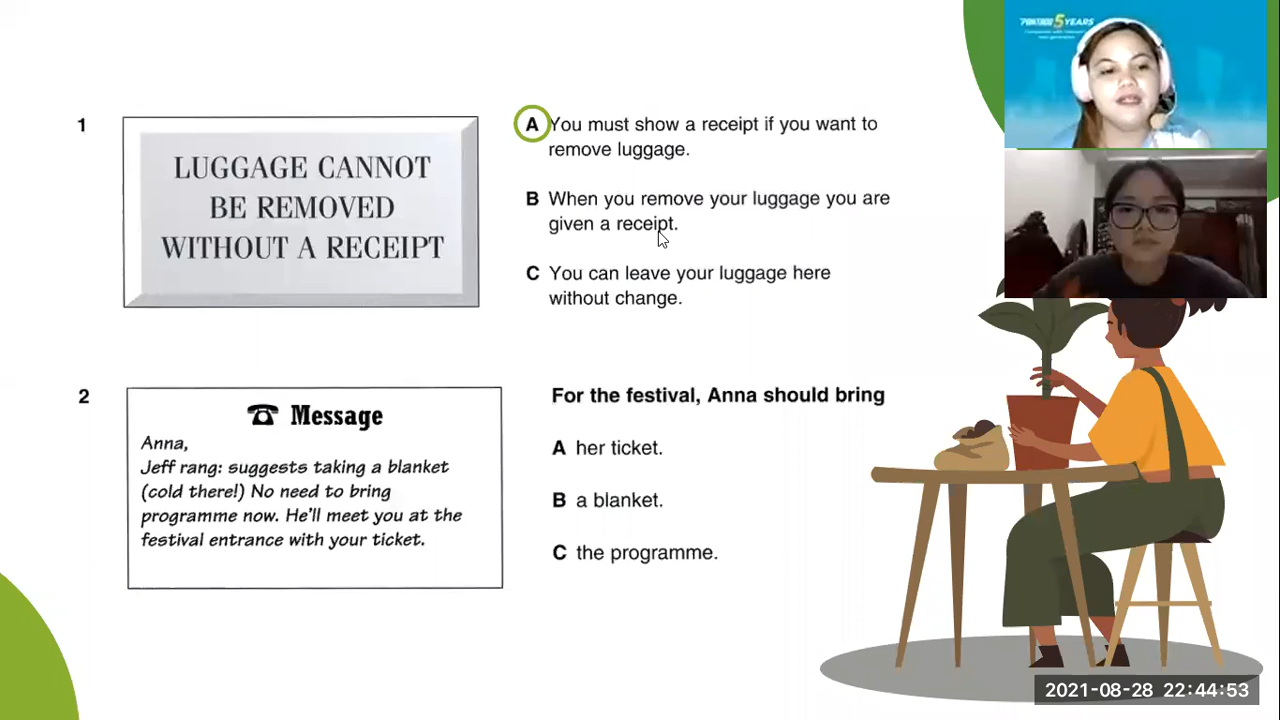 1
LUGGAGE CANNOT
BE REMOVED
WITHOUT A RECEIPT
A You must show a receipt if you want to
remove luggage.
B When you remove your luggage you are
given a receipt.
C You can leave your luggage here
without change.
2
Message
Anna,
Jeff rang: suggests taking a blanket
(cold there!) No need to bring
programme now. He'll meet you at the
festival entrance with your ticket.
For the festival, Anna should bring
A her ticket.
B a blanket.
C the programme.
5 YEARS
2021-08-28 22:44:53